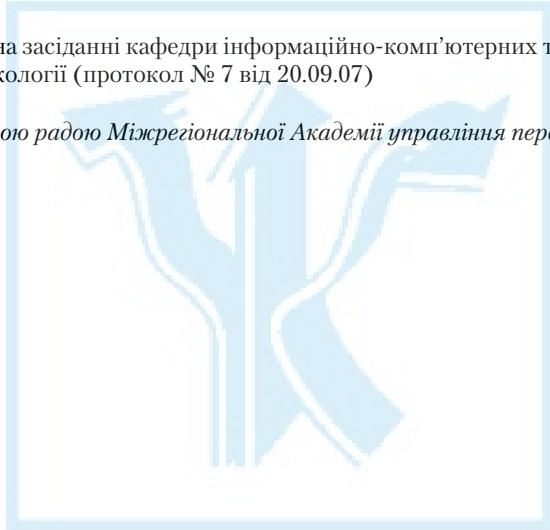 на засіданні кафедри інформаційно-комп’ютерних
кології (протокол № 7 від 20.09.07)
ою радою Міжрегіональної Академії управління